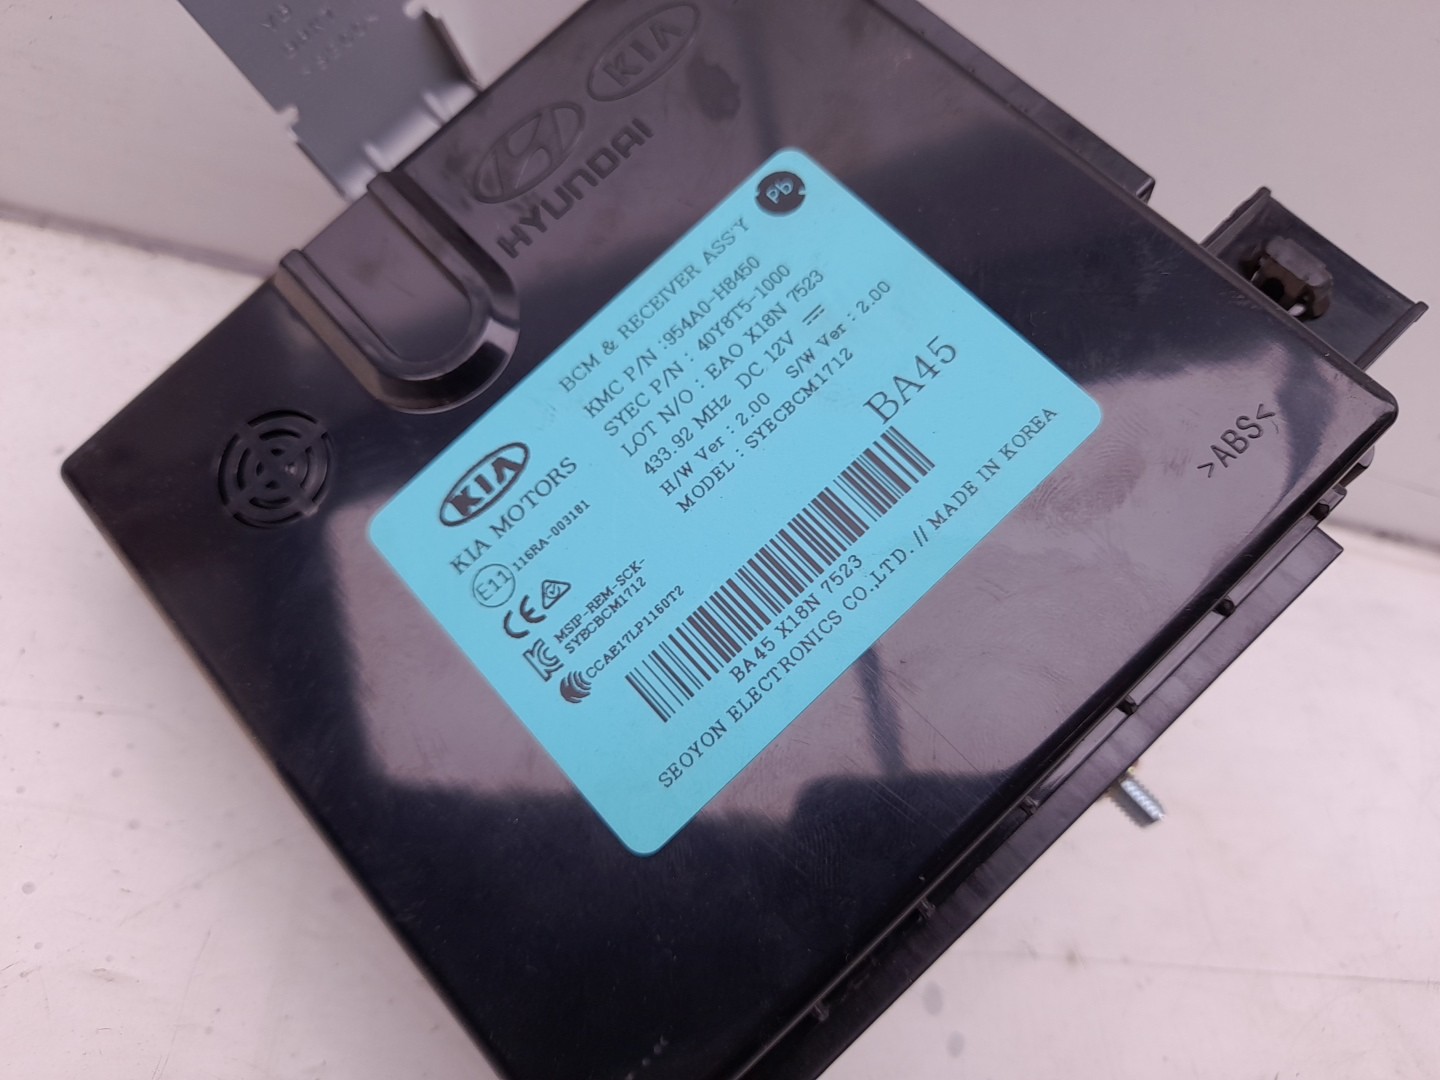 KIA
HYUNDAI
Pb
BCM & RECEIVER ASS'Y
KMC P/N :954A0-H8450
SYEC P/N : 40Y8T5-1000
LOT N/O : EAO X18N 7523
433.92 MHz DC 12V
H/W Ver : 2.00 S/W Ver : 2.00
MODEL : SYECBCM1712
BA45
KIA
KIA MOTORS
E11 116RA-003181
CE
MSIP-REM-SCK-
SYECBCM1712
CCAE17LP1160T2
BA45 X18N 7523
SEOYON ELECTRONICS CO.,LTD. // MADE IN KOREA
>ABS<